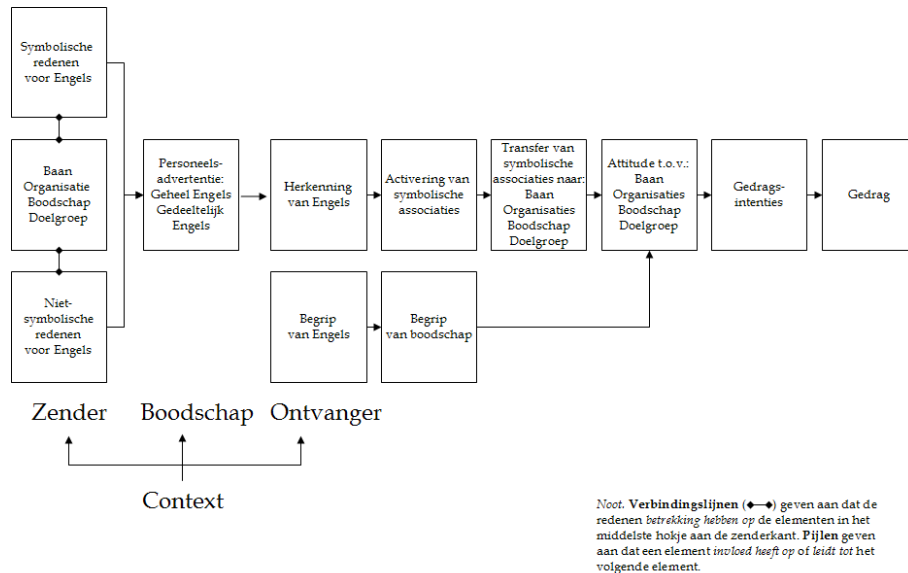 Symbolische
redenen
voor Engels
Baan
Organisatie
Boodschap
Doelgroep
Niet-
symbolische
redenen
voor Engels
Personeels-
advertentie:
Geheel Engels
Gedeeltelijk
Engels
Herkenning
van Engels
Activering van
symbolische
associaties
Transfer van
symbolische
associaties naar:
Baan
Organisaties
Boodschap
Doelgroep
Attitude t.o.v.:
Baan
Organisaties
Boodschap
Doelgroep
Gedrags-
intenties
Gedrag
Begrip
van Engels
Begrip
van boodschap
Zender
Boodschap
Ontvanger
Context
Noot. Verbindingslijnen (◆—◆) geven aan dat de
redenen betrekking hebben op de elementen in het
middelste hokje aan de zenderkant. Pijlen geven
aan dat een element invloed heeft op of leidt tot het
volgende element.